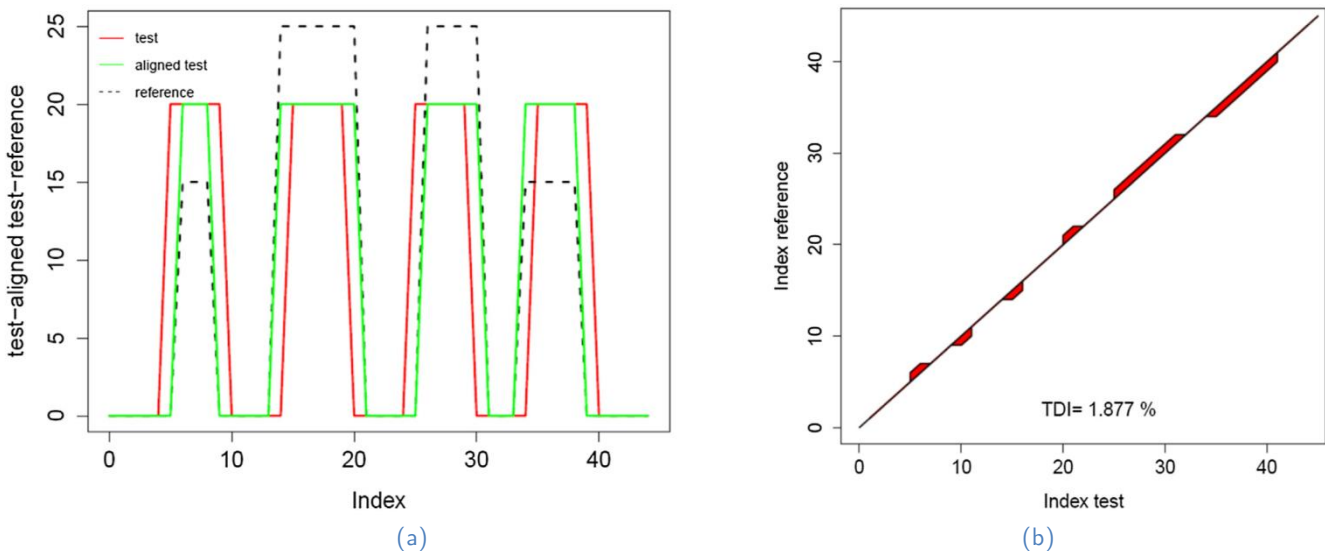 test
aligned test
reference
test-aligned test-reference
0
5
10
15
20
25
0
10
20
30
40
Index
(a)
Index reference
0
10
20
30
40
TDI= 1.877 %
0
10
20
30
40
Index test
(b)